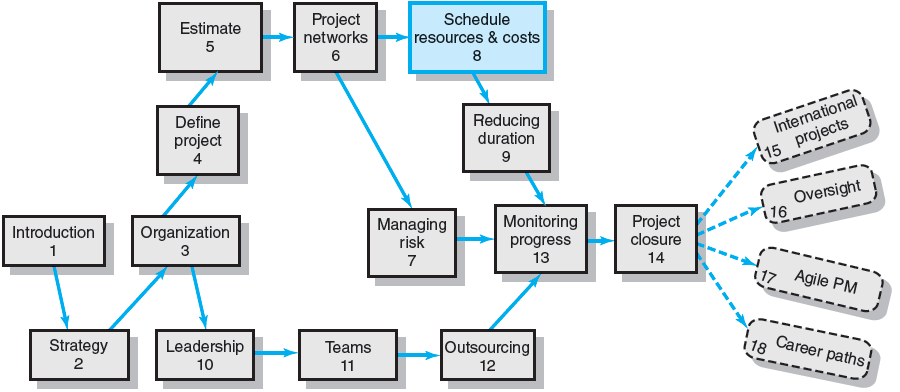 Estimate
5
Project
networks
6
Schedule
resources & costs
8
Define
project
4
Reducing
duration
9
International
projects
15
Oversight
16
Introduction
1
Organization
3
Managing
risk
7
Monitoring
progress
13
Project
closure
14
Agile PM
17
Strategy
2
Leadership
10
Teams
11
Outsourcing
12
Career paths
18